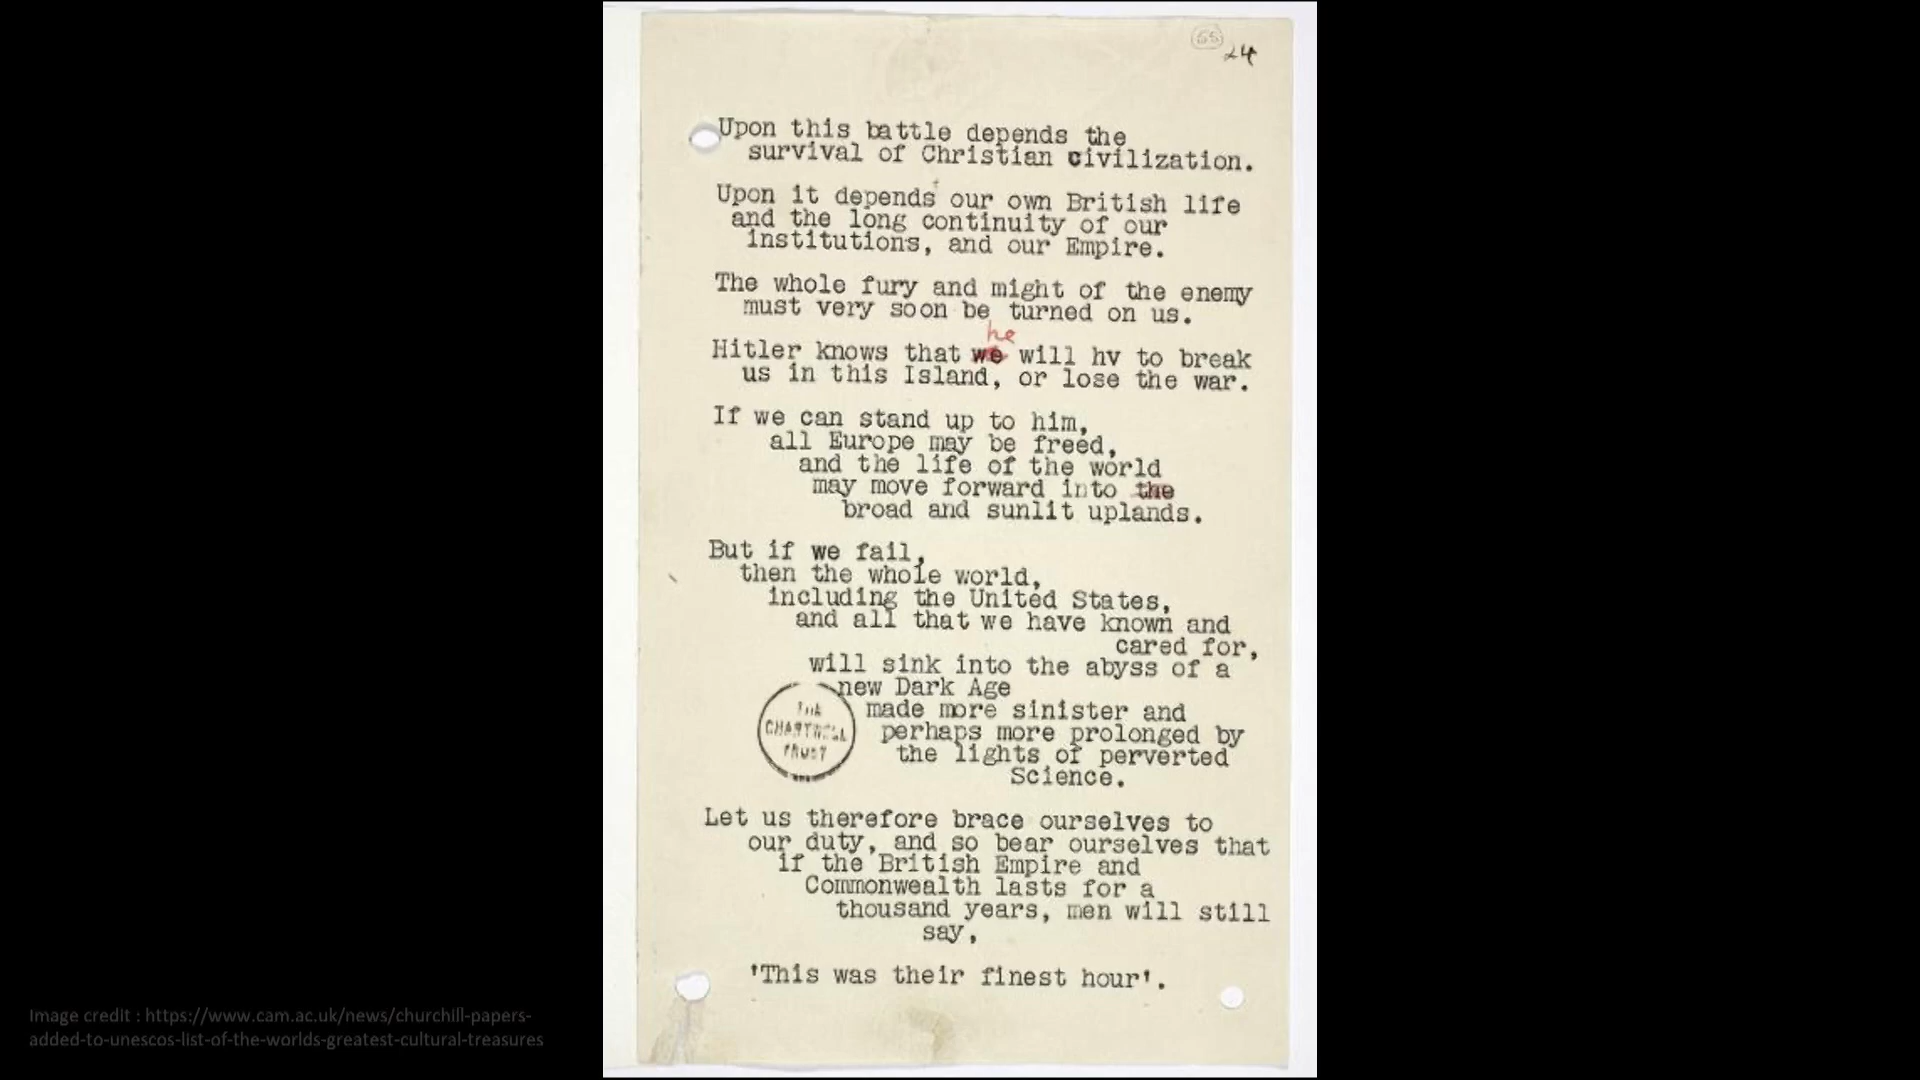 55
24
Upon this battle depends the
survival of Christian civilization.
Upon it depends our own British life
and the long continuity of our
institutions, and our Empire.
The whole fury and might of the enemy
must very soon be turned on us.
he
Hitler knows that we will hv to break
us in this Island, or lose the war.
If we can stand up to him,
all Europe may be freed,
and the life of the world
may move forward into the
broad and sunlit uplands.
But if we fail,
then the whole world,
including the United States,
and all that we have known and
cared for,
will sink into the abyss of a
new Dark Age
made more sinister and
perhaps more prolonged by
the lights of perverted
Science.
THE
CHARTWELL
TRUST
Let us therefore brace ourselves to
our duty, and so bear ourselves that
if the British Empire and
Commonwealth lasts for a
thousand years, men will still
say,
'This was their finest hour'.
Image credit : https://www.cam.ac.uk/news/churchill-papers-
added-to-unescos-list-of-the-worlds-greatest-cultural-treasures